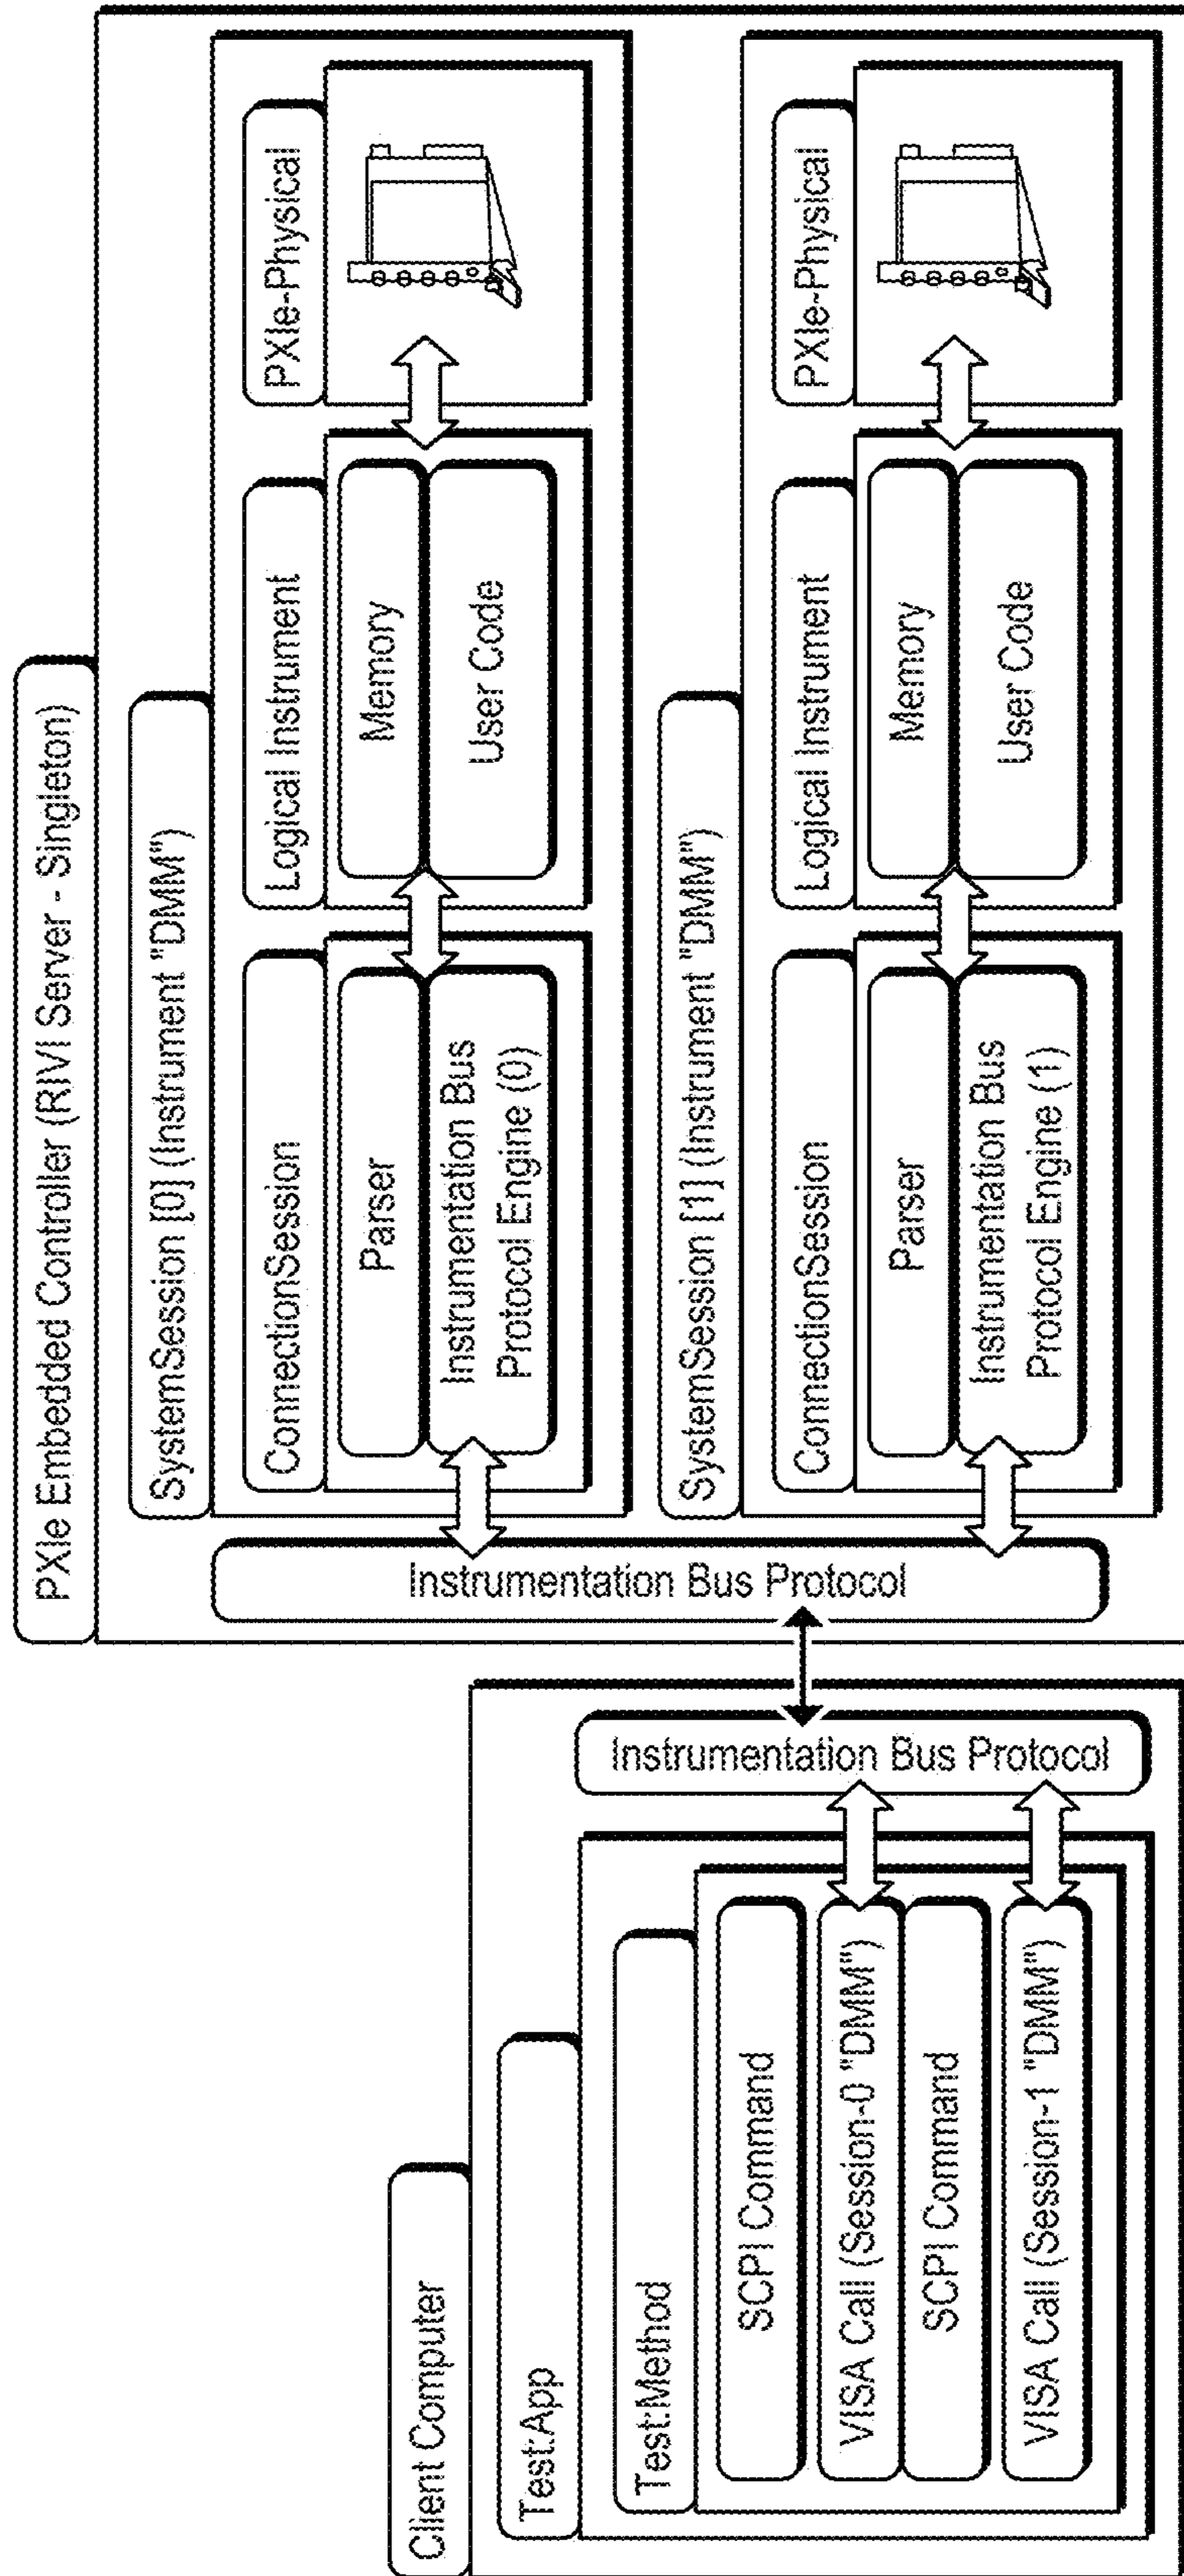 Client Computer
Test:App
Test:Method
SCPI Command
VISA Call (Session-0 "DMM")
SCPI Command
VISA Call (Session-1 "DMM")
Instrumentation Bus Protocol
PXIe Embedded Controller (RIVI Server - Singleton)
Instrumentation Bus Protocol
SystemSession [0] (Instrument "DMM")
ConnectionSession
Parser
Instrumentation Bus
Protocol Engine (0)
Logical Instrument
Memory
User Code
PXIe-Physical
SystemSession [1] (Instrument "DMM")
ConnectionSession
Parser
Instrumentation Bus
Protocol Engine (1)
Logical Instrument
Memory
User Code
PXIe-Physical